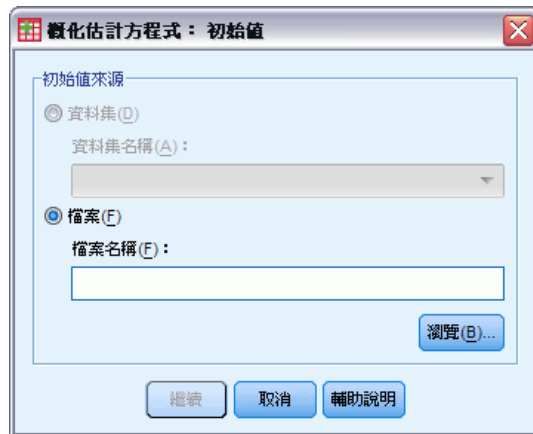 概化估計方程式： 初始值
初始值來源
資料集(D)
資料集名稱(A)：
檔案(F)
檔案名稱(F)：
瀏覽(B)...
繼續 取消 輔助說明